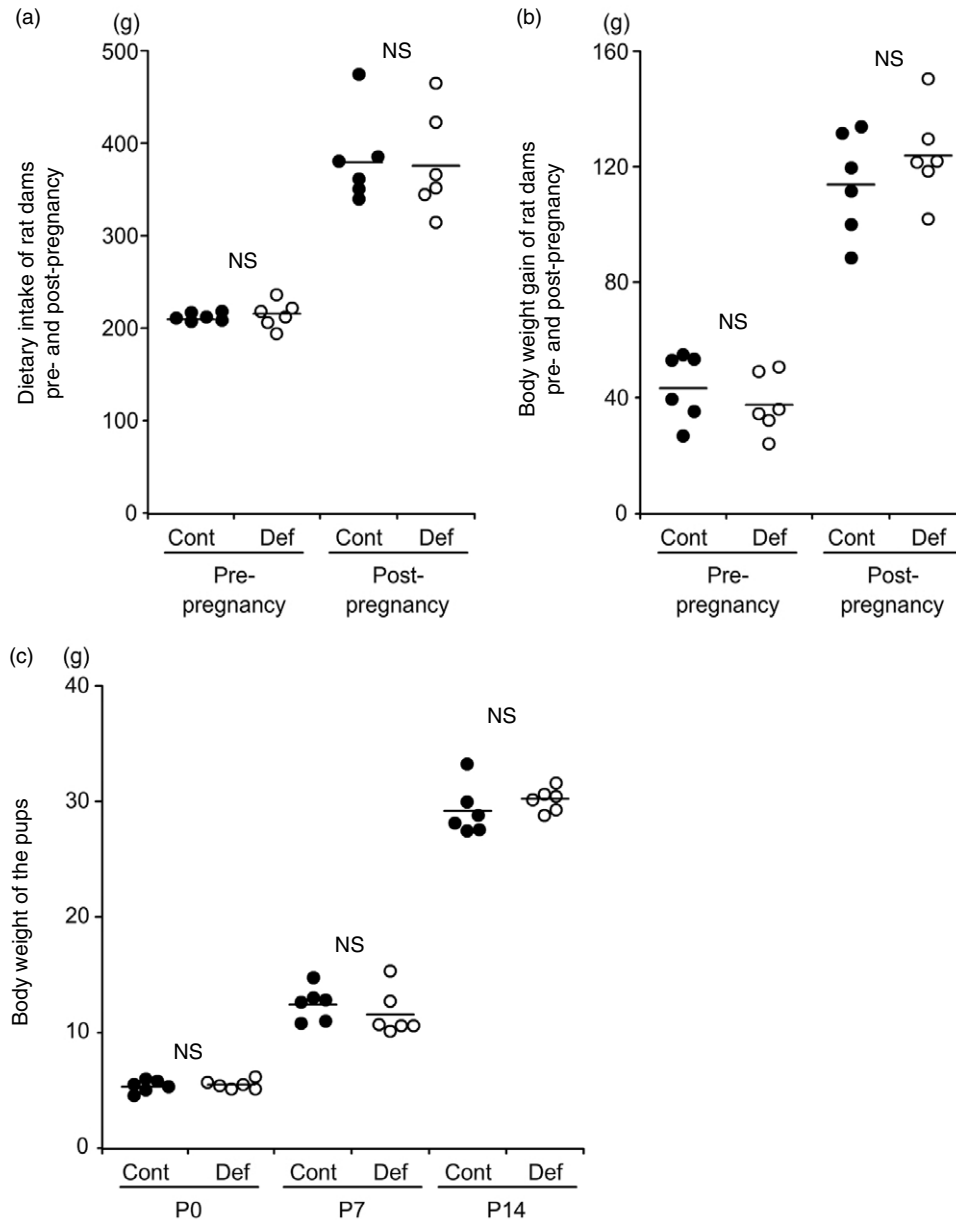 (a)
(g)
Dietary intake of rat dams
pre- and post-pregnancy
500
400
300
200
100
0
NS
NS
Cont Def Cont Def
Pre-
pregnancy
Post-
pregnancy
(b)
(g)
Body weight gain of rat dams
pre- and post-pregnancy
160
120
80
40
0
NS
NS
Cont Def Cont Def
Pre-
pregnancy
Post-
pregnancy
(c)
(g)
Body weight of the pups
40
30
20
10
0
NS
NS
NS
Cont Def Cont Def Cont Def
P0 P7 P14